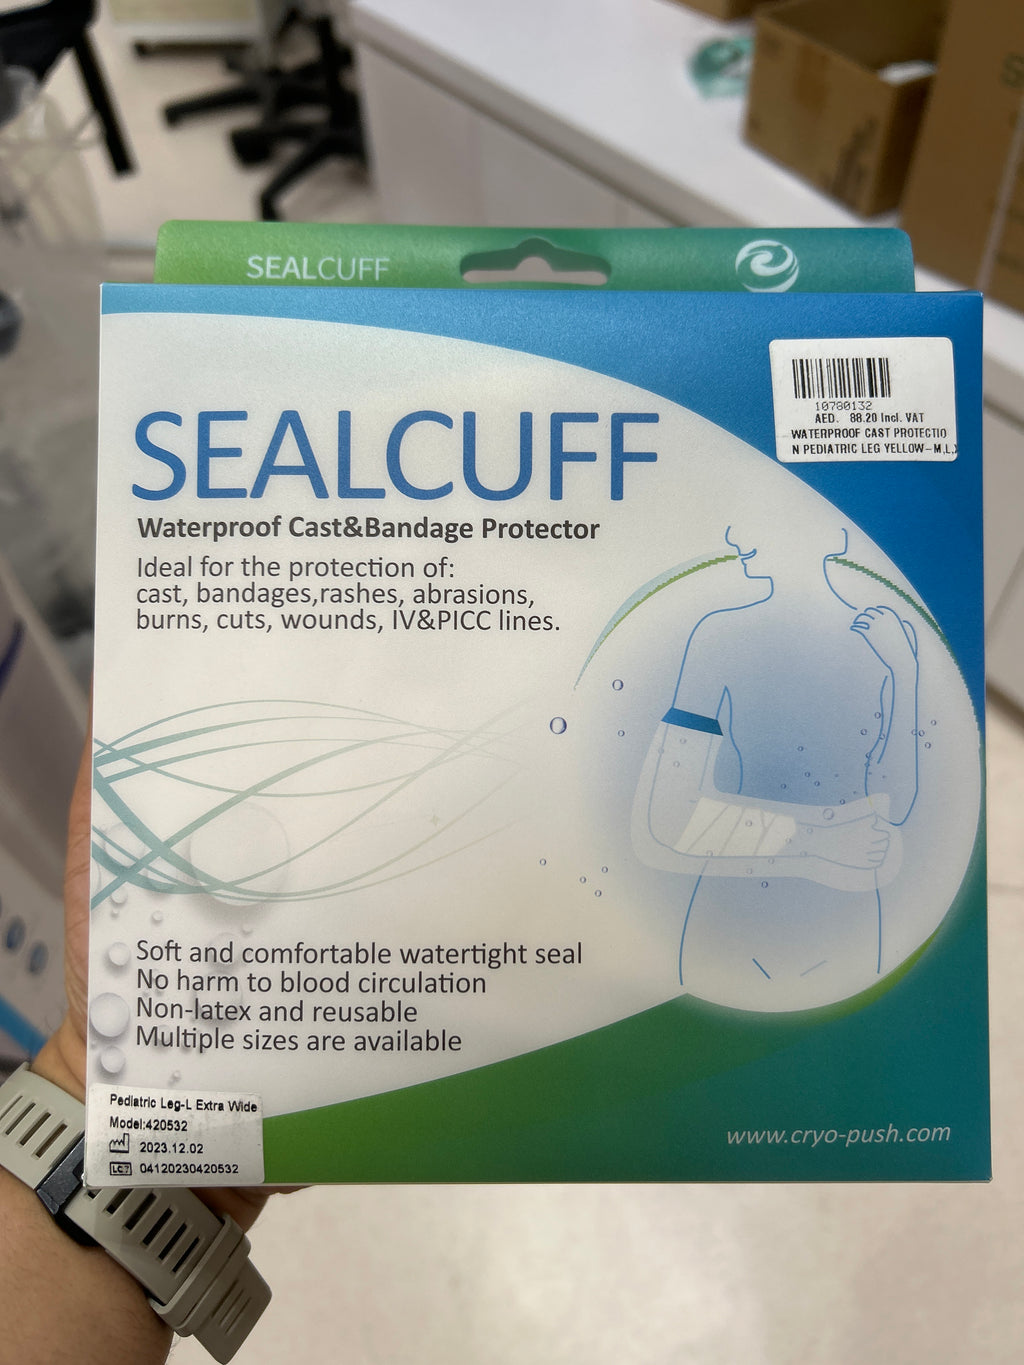 SEALCUFF
10780132
AED. 88.20 Incl. VAT
WATERPROOF CAST PROTECTIO
N PEDIATRIC LEG YELLOW-M,L,
SEALCUFF
Waterproof Cast&Bandage Protector
Ideal for the protection of:
cast, bandages,rashes, abrasions,
burns, cuts, wounds, IV&PICC lines.
Soft and comfortable watertight seal
No harm to blood circulation
Non-latex and reusable
Multiple sizes are available
Pediatric Leg-L Extra Wide
Model:420532
2023.12.02
04120230420532
www.cryo-push.com